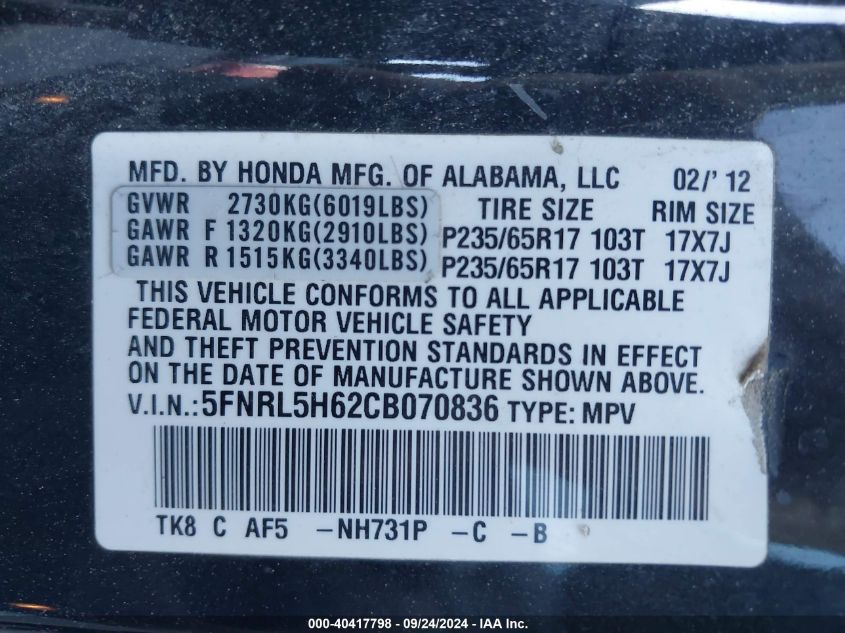 MFD. BY HONDA MFG. OF ALABAMA, LLC 02/' 12
GVWR 2730KG(6019LBS) TIRE SIZE RIM SIZE
GAWR F 1320KG(2910LBS) P235/65R17 103T 17X7J
GAWR R 1515KG(3340LBS) P235/65R17 103T 17X7J
THIS VEHICLE CONFORMS TO ALL APPLICABLE
FEDERAL MOTOR VEHICLE SAFETY
AND THEFT PREVENTION STANDARDS IN EFFECT
ON THE DATE OF MANUFACTURE SHOWN ABOVE.
V.I.N.: 5FNRL5H62CB070836 TYPE: MPV
TK8 C AF5 -NH731P -C -B
000-40417798 - 09/24/2024 - IAA Inc.